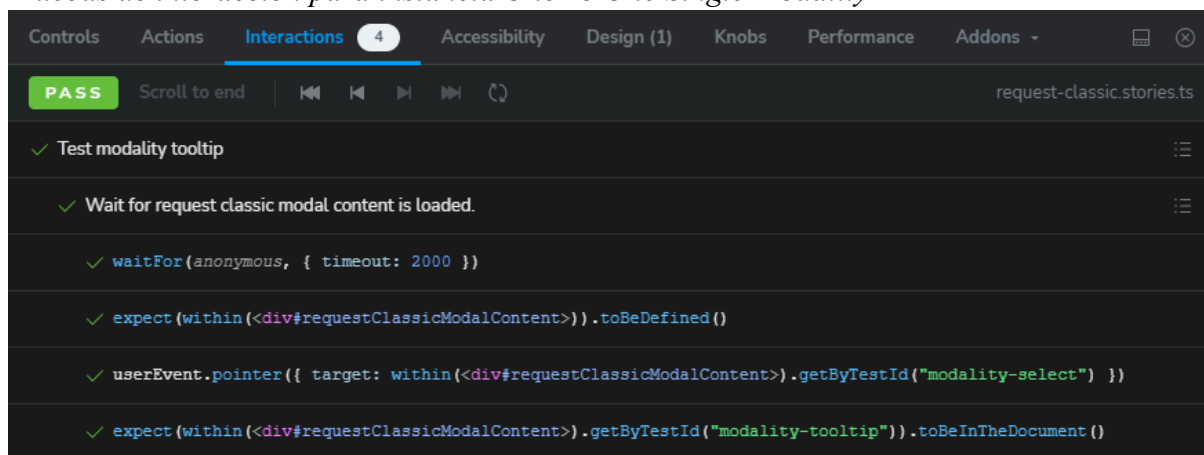 Controls Actions Interactions 4 Accessibility Design (1) Knobs Performance Addons
PASS Scroll to end request-classic.stories.ts
Test modality tooltip
Wait for request classic modal content is loaded.
waitFor(anonymous, { timeout: 2000 })
expect(within(<div#requestClassicModalContent>)).toBeDefined()
userEvent.pointer({ target: within(<div#requestClassicModalContent>).getByTestId("modality-select") })
expect(within(<div#requestClassicModalContent>).getByTestId("modality-tooltip")).toBeInTheDocument()